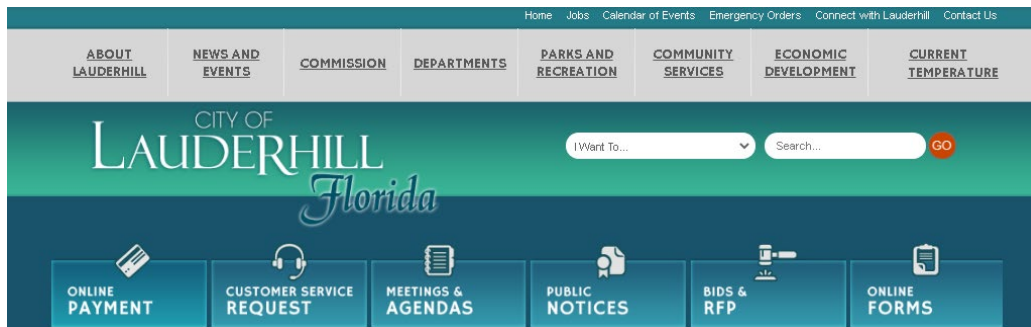 Home Jobs Calendar of Events Emergency Orders Connect with Lauderhill Contact Us
ABOUT LAUDERHILL
NEWS AND EVENTS
COMMISSION
DEPARTMENTS
PARKS AND RECREATION
COMMUNITY SERVICES
ECONOMIC DEVELOPMENT
CURRENT TEMPERATURE
CITY OF
LAUDERHILL
Florida
I Want To...
Search...
GO
ONLINE
PAYMENT
CUSTOMER SERVICE
REQUEST
MEETINGS &
AGENDAS
PUBLIC
NOTICES
BIDS &
RFP
ONLINE
FORMS